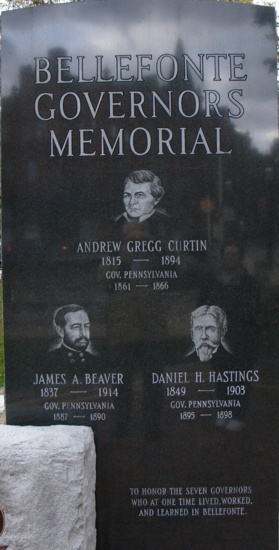 BELLEFONTE
GOVERNORS
MEMORIAL
ANDREW GREGG CURTIN
1815 — 1894
GOV. PENNSYLVANIA
1861 — 1866
JAMES A. BEAVER
1837 — 1914
GOV. PENNSYLVANIA
1887 — 1890
DANIEL H. HASTINGS
1849 — 1903
GOV. PENNSYLVANIA
1895 — 1898
TO HONOR THE SEVEN GOVERNORS
WHO AT ONE TIME LIVED, WORKED,
AND LEARNED IN BELLEFONTE.